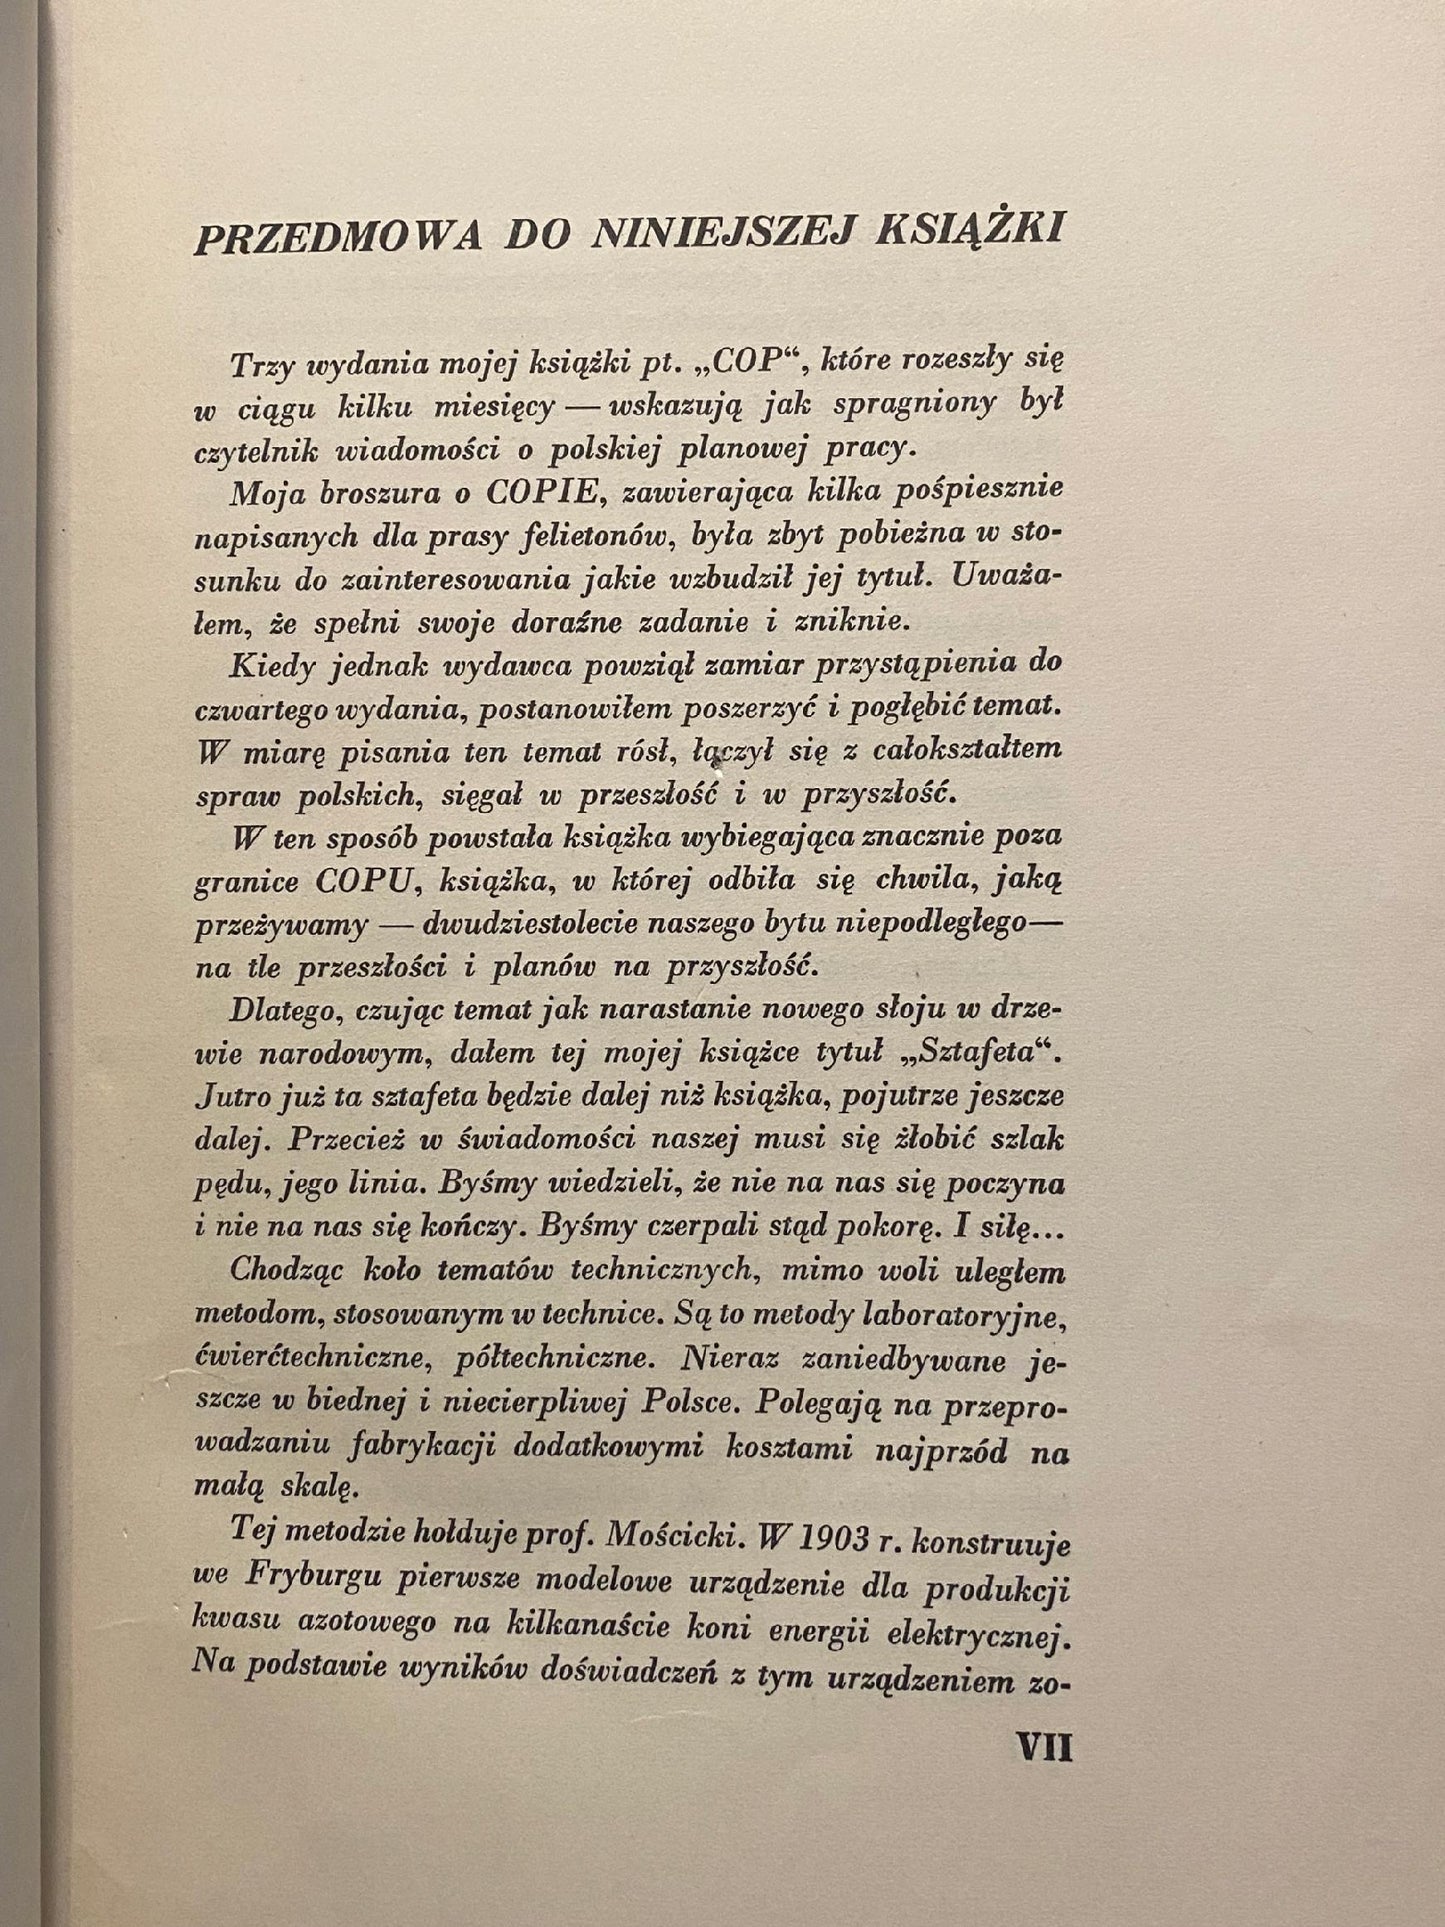 PRZEDMOWA DO NINIEJSZEJ KSIĄŻKI
Trzy wydania mojej książki pt. „COP“, które rozeszły się
w ciągu kilku miesięcy — wskazują jak spragniony był
czytelnik wiadomości o polskiej planowej pracy.
Moja broszura o COPIE, zawierająca kilka pośpiesznie
napisanych dla prasy felietonów, była zbyt pobieżna w sto-
sunku do zainteresowania jakie wzbudził jej tytuł. Uważa-
łem, że spełni swoje doraźne zadanie i zniknie.
Kiedy jednak wydawca powziął zamiar przystąpienia do
czwartego wydania, postanowiłem poszerzyć i pogłębić temat.
W miarę pisania ten temat rósł, łączył się z całokształtem
spraw polskich, sięgał w przeszłość i w przyszłość.
W ten sposób powstała książka wybiegająca znacznie poza
granice COPU, książka, w której odbiła się chwila, jaką
przeżywamy — dwudziestolecie naszego bytu niepodległego—
na tle przeszłości i planów na przyszłość.
Dlatego, czując temat jak narastanie nowego słoju w drze-
wie narodowym, dałem tej mojej książce tytuł „Sztafeta“.
Jutro już ta sztafeta będzie dalej niż książka, pojutrze jeszcze
dalej. Przecież w świadomości naszej musi się żłobić szlak
pędu, jego linia. Byśmy wiedzieli, że nie na nas się poczyna
i nie na nas się kończy. Byśmy czerpali stąd pokorę. I siłę...
Chodząc koło tematów technicznych, mimo woli uległem
metodom, stosowanym w technice. Są to metody laboratoryjne,
ćwierćtechniczne, półtechniczne. Nieraz zaniedbywane je-
szcze w biednej i niecierpliwej Polsce. Polegają na przepro-
wadzaniu fabrykacji dodatkowymi kosztami najprzód na
małą skalę.
Tej metodzie hołduje prof. Mościcki. W 1903 r. konstruuje
we Fryburgu pierwsze modelowe urządzenie dla produkcji
kwasu azotowego na kilkanaście koni energii elektrycznej.
Na podstawie wyników doświadczeń z tym urządzeniem zo-
VII